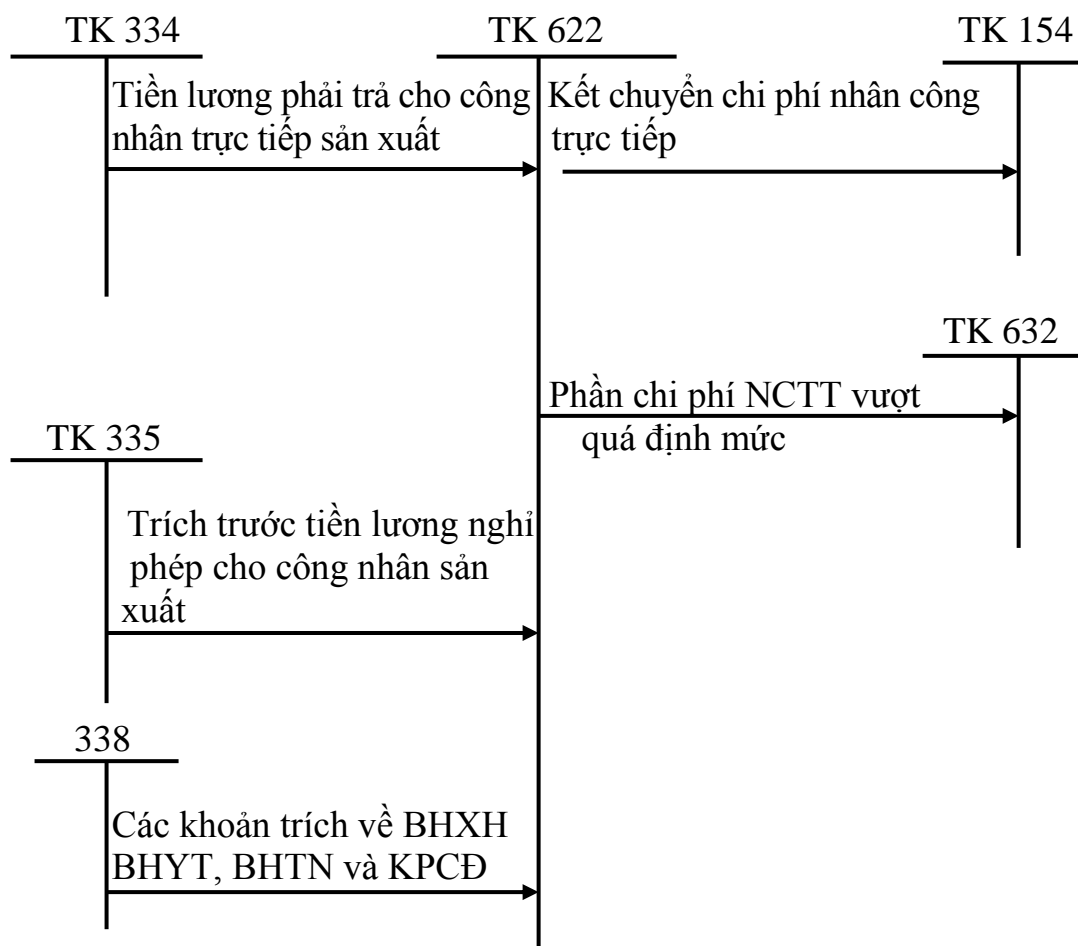 TK 334
TK 622
TK 154
Tiền lương phải trả cho công
nhân trực tiếp sản xuất
Kết chuyển chi phí nhân công
trực tiếp
TK 632
Phần chi phí NCTT vượt
quá định mức
TK 335
Trích trước tiền lương nghỉ
phép cho công nhân sản
xuất
338
Các khoản trích về BHXH
BHYT, BHTN và KPCĐ